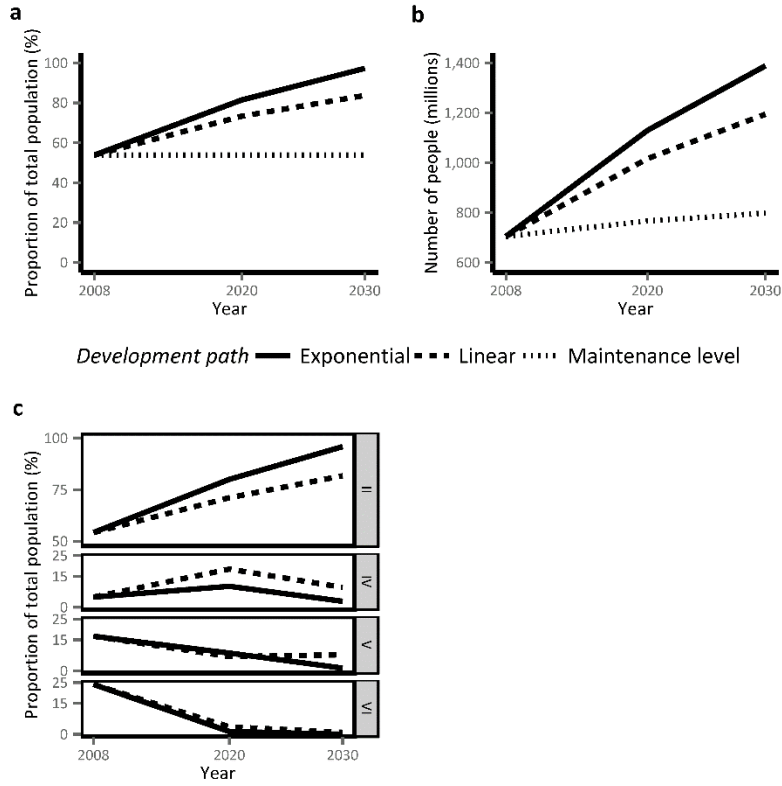 a
Proportion of total population (%)
100
80
60
40
20
0
2008
2020
2030
Year
b
Number of people (millions)
1,400
1,200
1,000
800
600
2008
2020
2030
Year
Development path Exponential Linear Maintenance level
c
Proportion of total population (%)
100
75
50
II
25
15
0
IV
25
15
0
V
25
15
0
VI
2008
2020
2030
Year